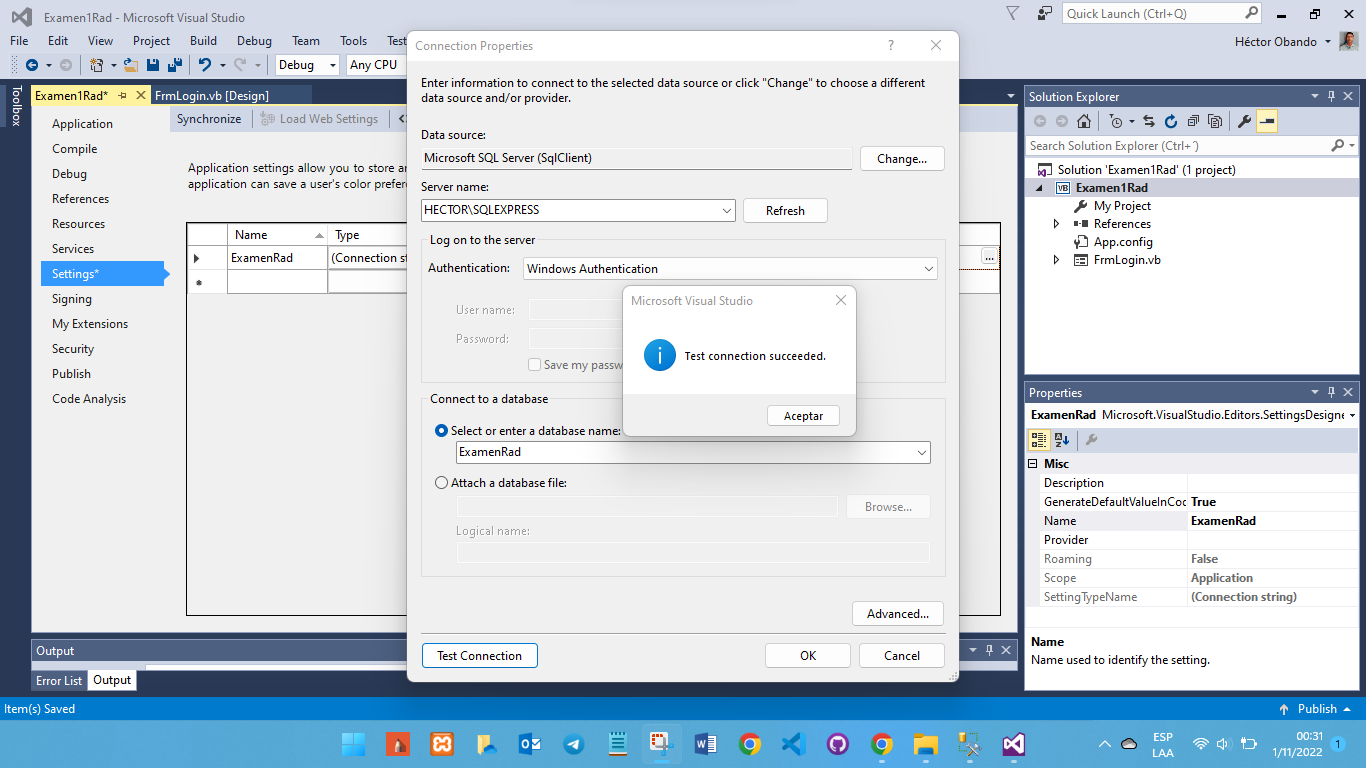 Examen1Rad - Microsoft Visual Studio
Quick Launch (Ctrl+Q)
File Edit View Project Build Debug Team Tools Test
Héctor Obando
Debug Any CPU
Toolbox
Examen1Rad*
FrmLogin.vb [Design]
Application
Compile
Debug
References
Resources
Services
Settings*
Signing
My Extensions
Security
Publish
Code Analysis
Synchronize
Load Web Settings
Application settings allow you to store
application can save a user's color
Name Type
ExamenRad (Connection
...
*
Connection Properties
?
Enter information to connect to the selected data source or click "Change" to choose a different
data source and/or provider.
Data source:
Microsoft SQL Server (SqlClient)
Change...
Server name:
HECTOR\SQLEXPRESS
Refresh
Log on to the server
Authentication: Windows Authentication
User name:
Password:
Save my
Microsoft Visual Studio
i
Test connection succeeded.
Aceptar
Connect to a database
Select or enter a database name:
ExamenRad
Attach a database file:
Browse...
Logical name:
Advanced...
Test Connection
OK
Cancel
Solution Explorer
Search Solution Explorer (Ctrl+´)
Solution 'Examen1Rad' (1 project)
VB Examen1Rad
My Project
References
App.config
FrmLogin.vb
Properties
ExamenRad Microsoft.VisualStudio.Editors.SettingsDesigne
Misc
Description
GenerateDefaultValueInCod True
Name ExamenRad
Provider
Roaming False
Scope Application
SettingTypeName (Connection string)
Name
Name used to identify the setting.
Output
Error List Output
Item(s) Saved
Publish
ESP
LAA
00:31
1/11/2022
1